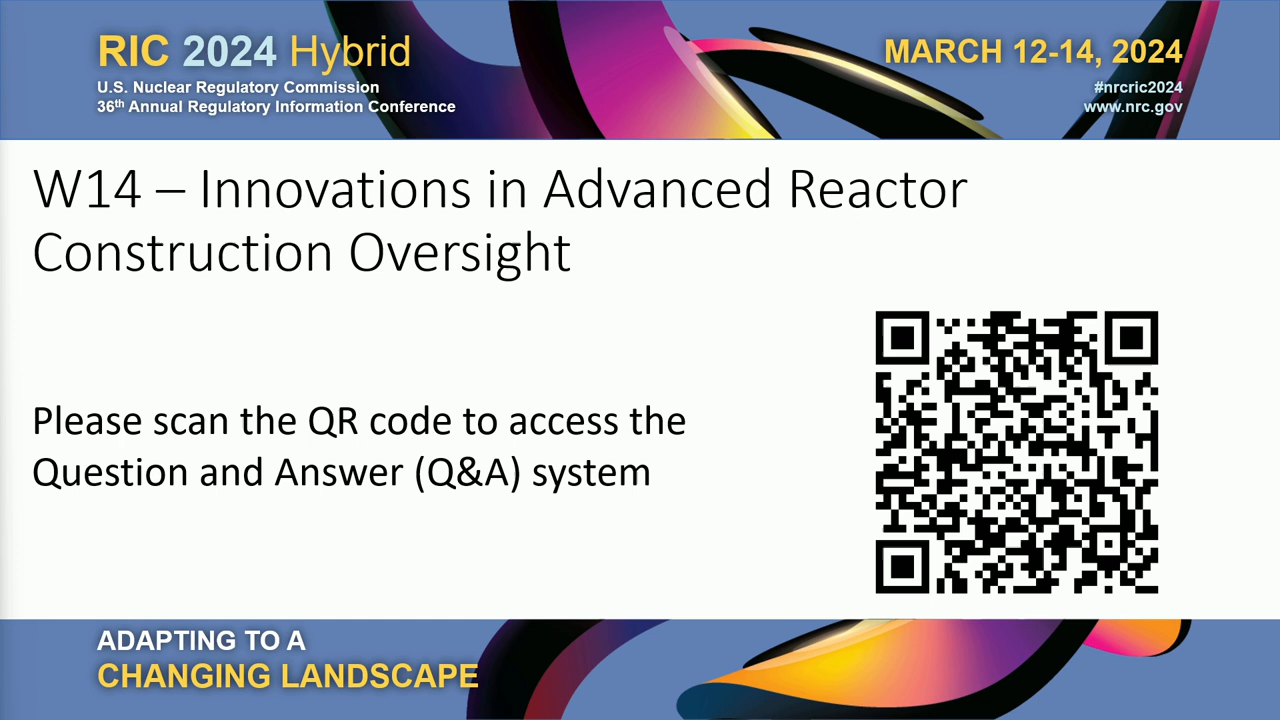 RIC 2024 Hybrid
U.S. Nuclear Regulatory Commission
36th Annual Regulatory Information Conference
MARCH 12-14, 2024
#nrcric2024
www.nrc.gov
W14 – Innovations in Advanced Reactor
Construction Oversight
Please scan the QR code to access the
Question and Answer (Q&A) system
ADAPTING TO A
CHANGING LANDSCAPE